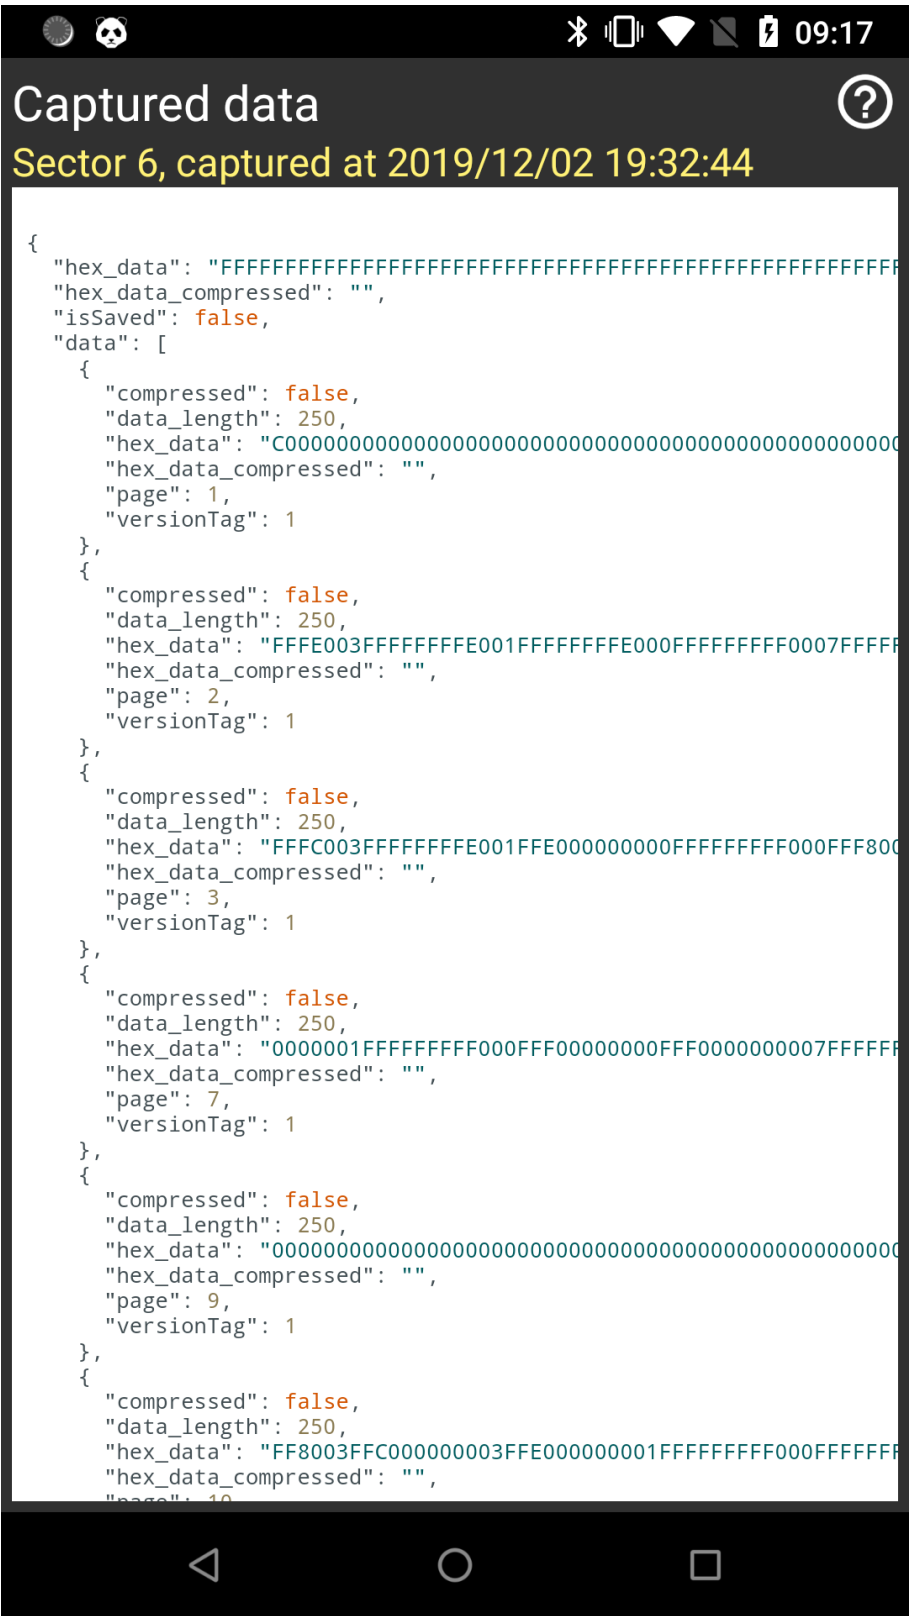 09:17
Captured data
Sector 6, captured at 2019/12/02 19:32:44
{
"hex_data": "FFFFFFFFFFFFFFFFFFFFFFFFFFFFFFFFFFFFFFFFFFFFFFFFFFFFF
"hex_data_compressed": "",
"isSaved": false,
"data": [
{
"compressed": false,
"data_length": 250,
"hex_data": "C000000000000000000000000000000000000000000000000
"hex_data_compressed": "",
"page": 1,
"versionTag": 1
},
{
"compressed": false,
"data_length": 250,
"hex_data": "FFFE003FFFFFFFFE001FFFFFFFFE000FFFFFFFFF0007FFFFF
"hex_data_compressed": "",
"page": 2,
"versionTag": 1
},
{
"compressed": false,
"data_length": 250,
"hex_data": "FFFC003FFFFFFFFE001FFE000000000FFFFFFFFF000FFF800
"hex_data_compressed": "",
"page": 3,
"versionTag": 1
},
{
"compressed": false,
"data_length": 250,
"hex_data": "0000001FFFFFFFFF000FFF00000000FFF0000000007FFFFFF
"hex_data_compressed": "",
"page": 7,
"versionTag": 1
},
{
"compressed": false,
"data_length": 250,
"hex_data": "0000000000000000000000000000000000000000000000000
"hex_data_compressed": "",
"page": 9,
"versionTag": 1
},
{
"compressed": false,
"data_length": 250,
"hex_data": "FF8003FFC000000003FFE000000001FFFFFFFFF000FFFFFFF
"hex_data_compressed": "",
"page": 10